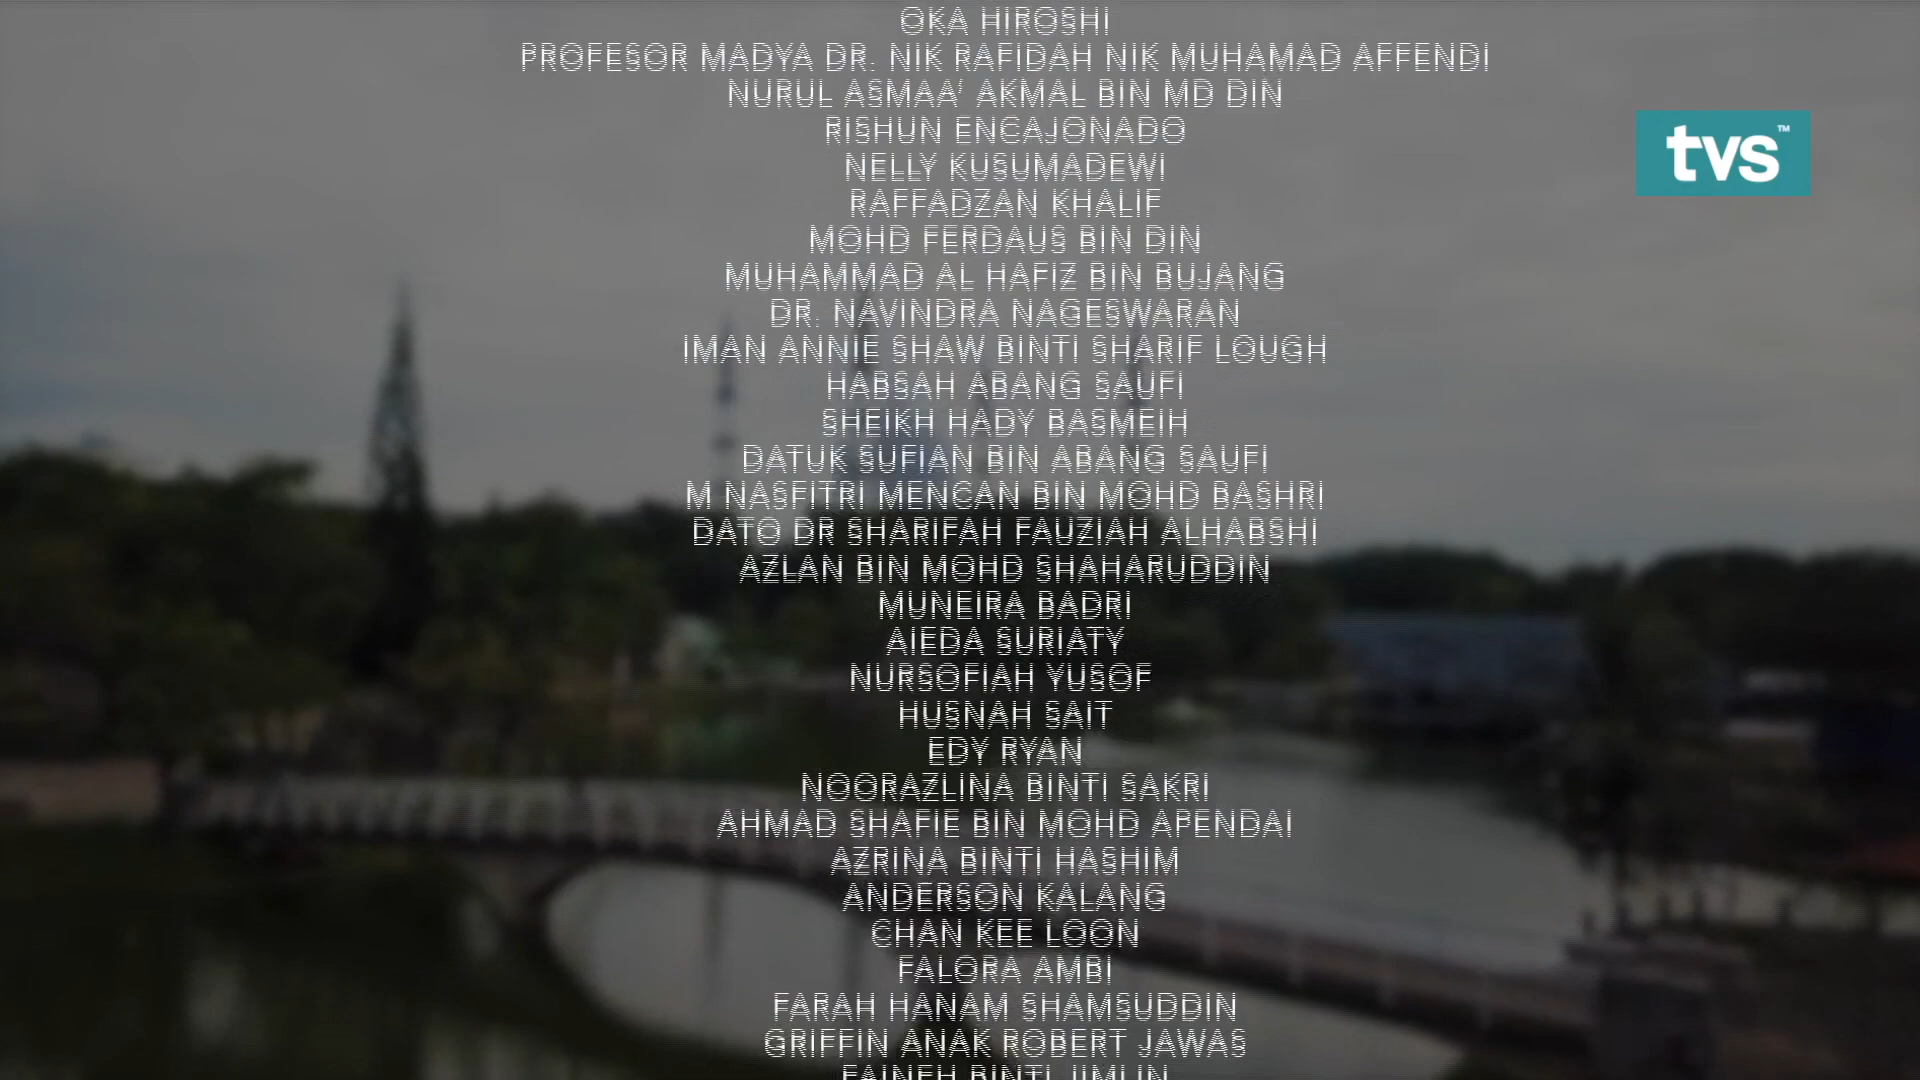 OKA HIROSHI
PROFESOR MADYA DR. NIK RAFIDAH NIK MUHAMAD AFFENDI
NURUL ASMAA' AKMAL BIN MD DIN
RISHUN ENCAJONADO
NELLY KUSUMADEWI
RAFFADZAN KHALIF
MOHD FERDAUS BIN DIN
MUHAMMAD AL HAFIZ BIN BUJANG
DR. NAVINDRA NAGESWARAN
IMAN ANNIE SHAW BINTI SHARIF LOUGH
HABSAH ABANG SAUFI
SHEIKH HADY BASMEIH
DATUK SUFIAN BIN ABANG SAUFI
M NASFITRI MENCAN BIN MOHD BASHRI
DATO DR SHARIFAH FAUZIAH ALHABSHI
AZLAN BIN MOHD SHAHARUDDIN
MUNEIRA BADRI
AIEDA SURIATY
NURSOFIAH YUSOF
HUSNAH SAIT
EDY RYAN
NOORAZLINA BINTI SAKRI
AHMAD SHAFIE BIN MOHD APENDAI
AZRINA BINTI HASHIM
ANDERSON KALANG
CHAN KEE LOON
FALORA AMBI
FARAH HANAM SHAMSUDDIN
GRIFFIN ANAK ROBERT JAWAS
BINTI
tvs™